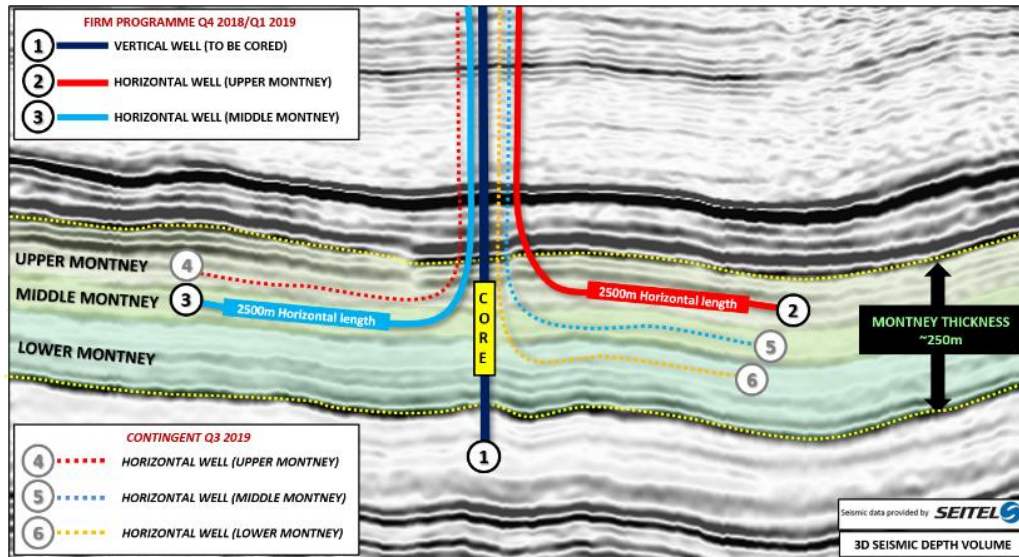 FIRM PROGRAMME Q4 2018/Q1 2019
1 VERTICAL WELL (TO BE CORED)
2 HORIZONTAL WELL (UPPER MONTNEY)
3 HORIZONTAL WELL (MIDDLE MONTNEY)
UPPER MONTNEY
4
MIDDLE MONTNEY
3
2500m Horizontal length
LOWER MONTNEY
CORE
2500m Horizontal length
2
5
6
MONTNEY THICKNESS
~250m
1
CONTINGENT Q3 2019
4 HORIZONTAL WELL (UPPER MONTNEY)
5 HORIZONTAL WELL (MIDDLE MONTNEY)
6 HORIZONTAL WELL (LOWER MONTNEY)
Seismic data provided by SEITEL
3D SEISMIC DEPTH VOLUME